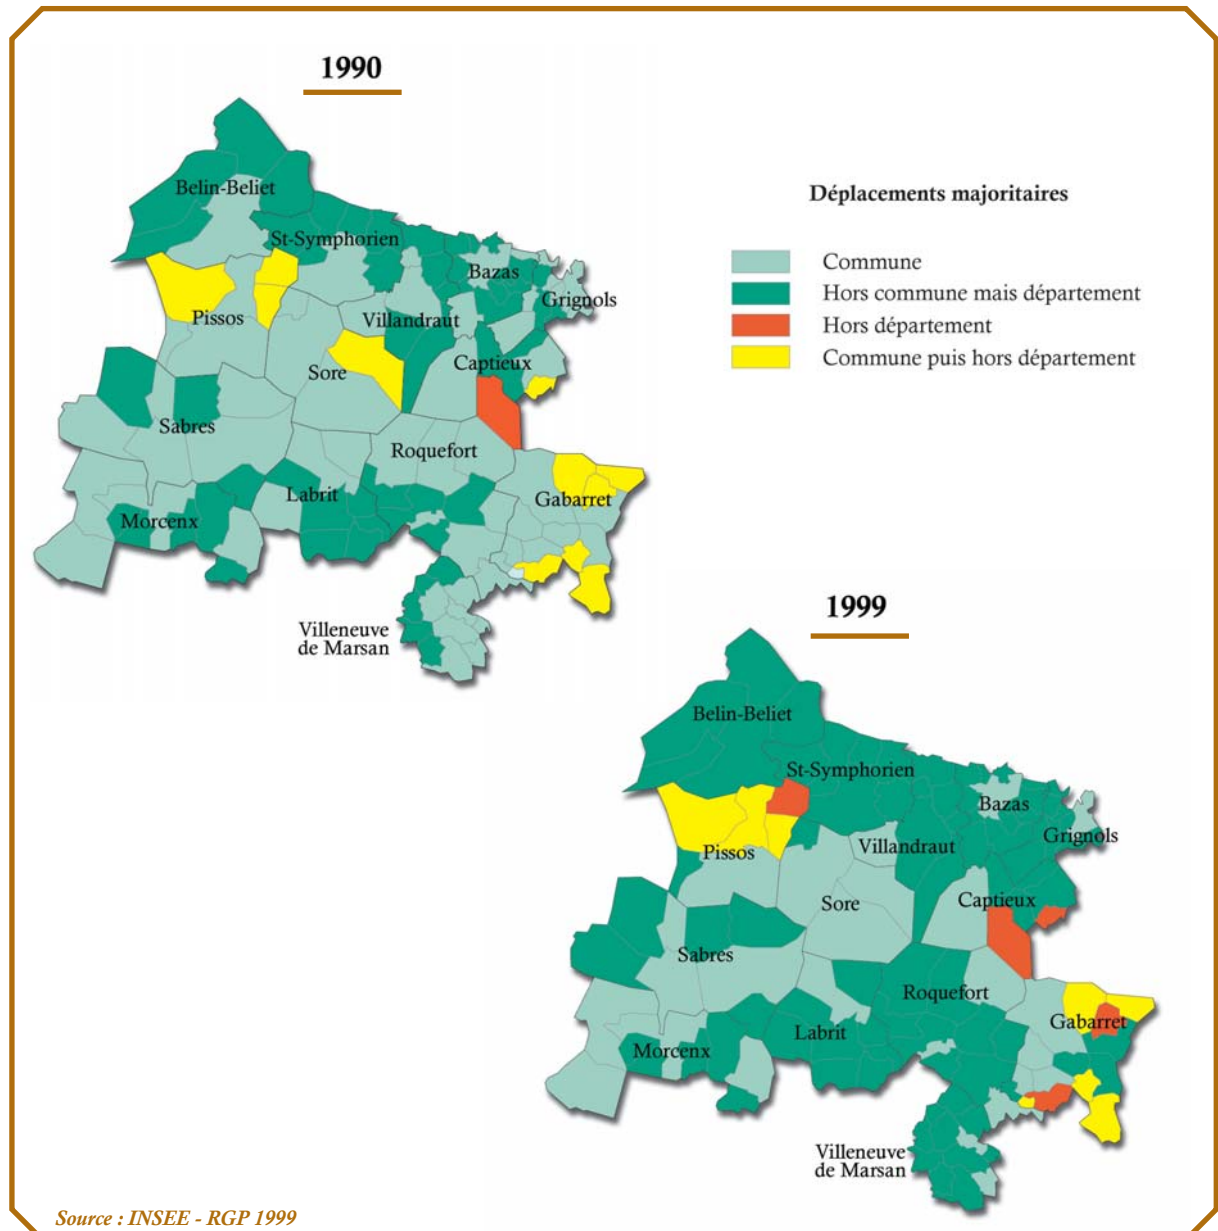 1990
Belin-Beliet
St-Symphorien
Bazas
Grignols
Pissos
Villandraut
Captieux
Sore
Sabres
Roquefort
Labrit
Gabarret
Morcenx
Villeneuve
de Marsan
Déplacements majoritaires
Commune
Hors commune mais département
Hors département
Commune puis hors département
1999
Belin-Beliet
St-Symphorien
Bazas
Grignols
Villandraut
Pissos
Captieux
Sore
Sabres
Roquefort
Gabarret
Labrit
Morcenx
Villeneuve
de Marsan
Source : INSEE - RGP 1999